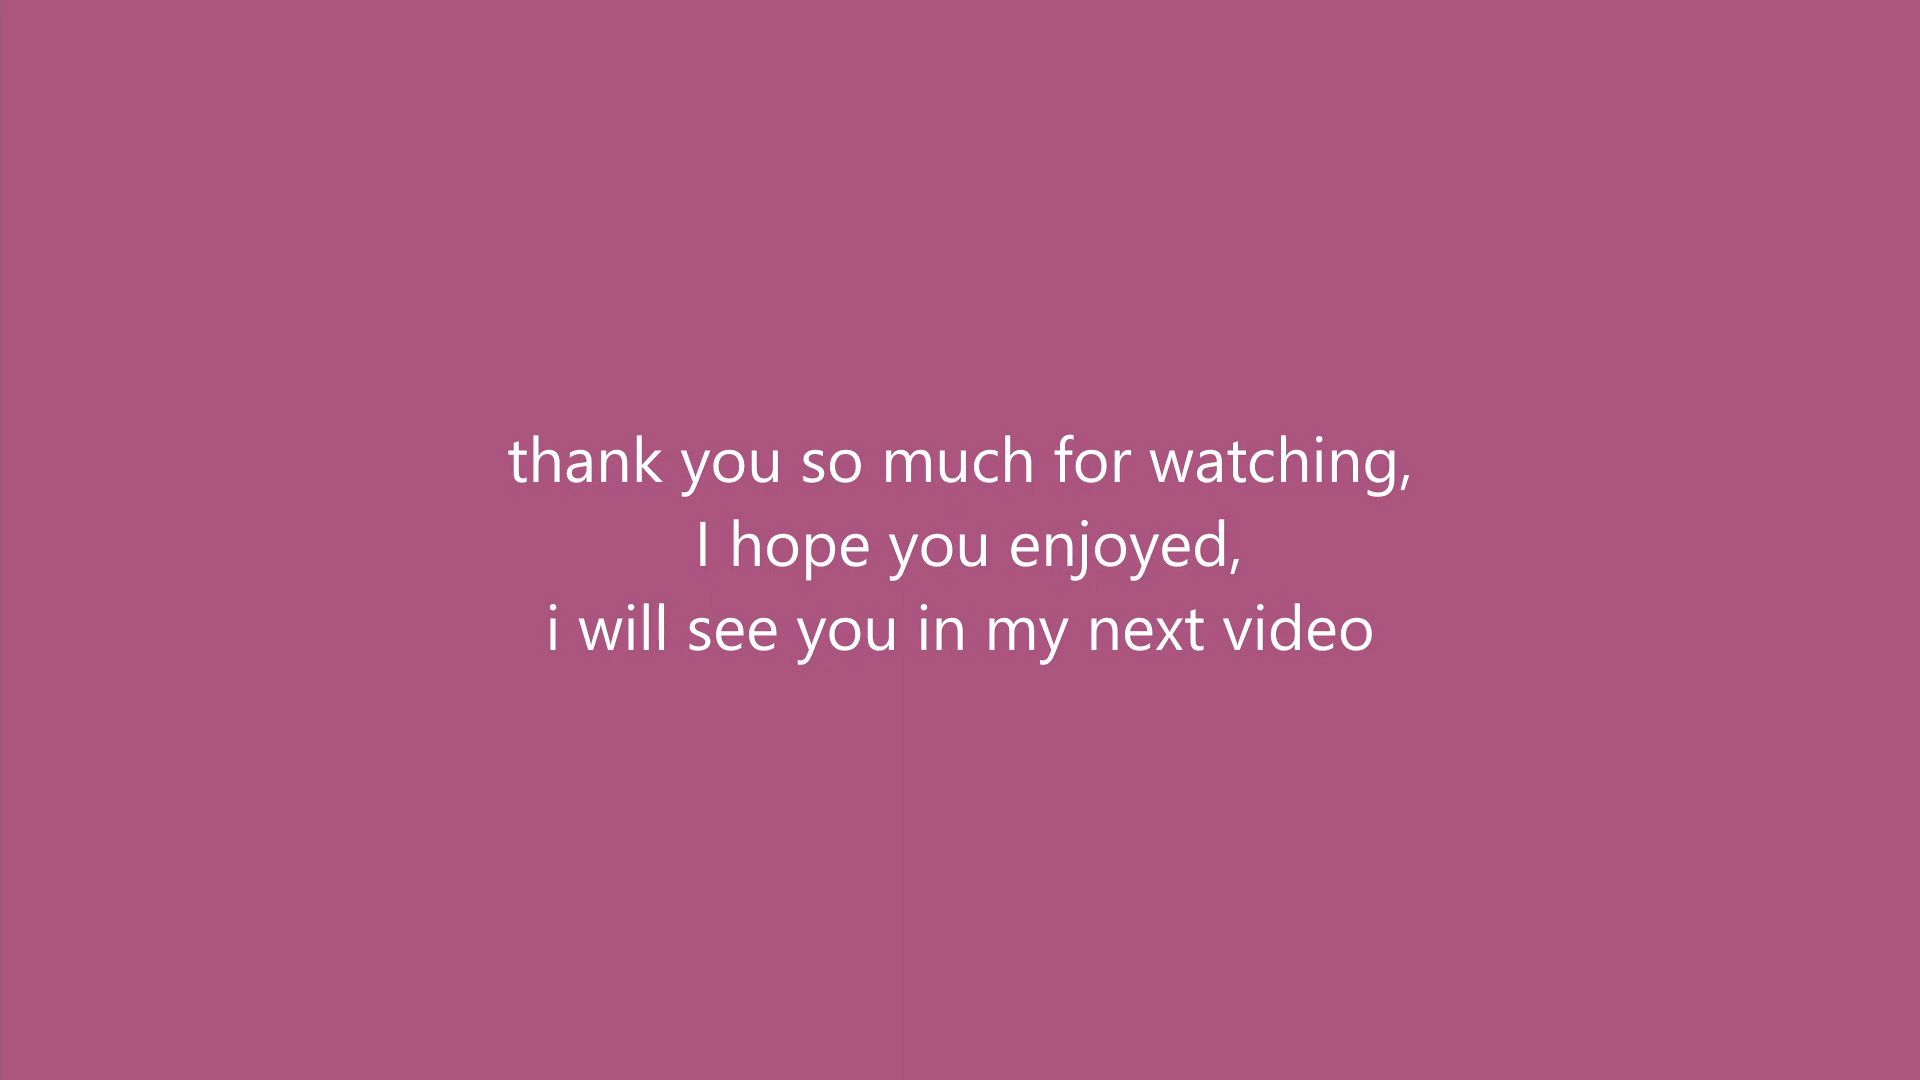 thank you so much for watching,
I hope you enjoyed,
i will see you in my next video